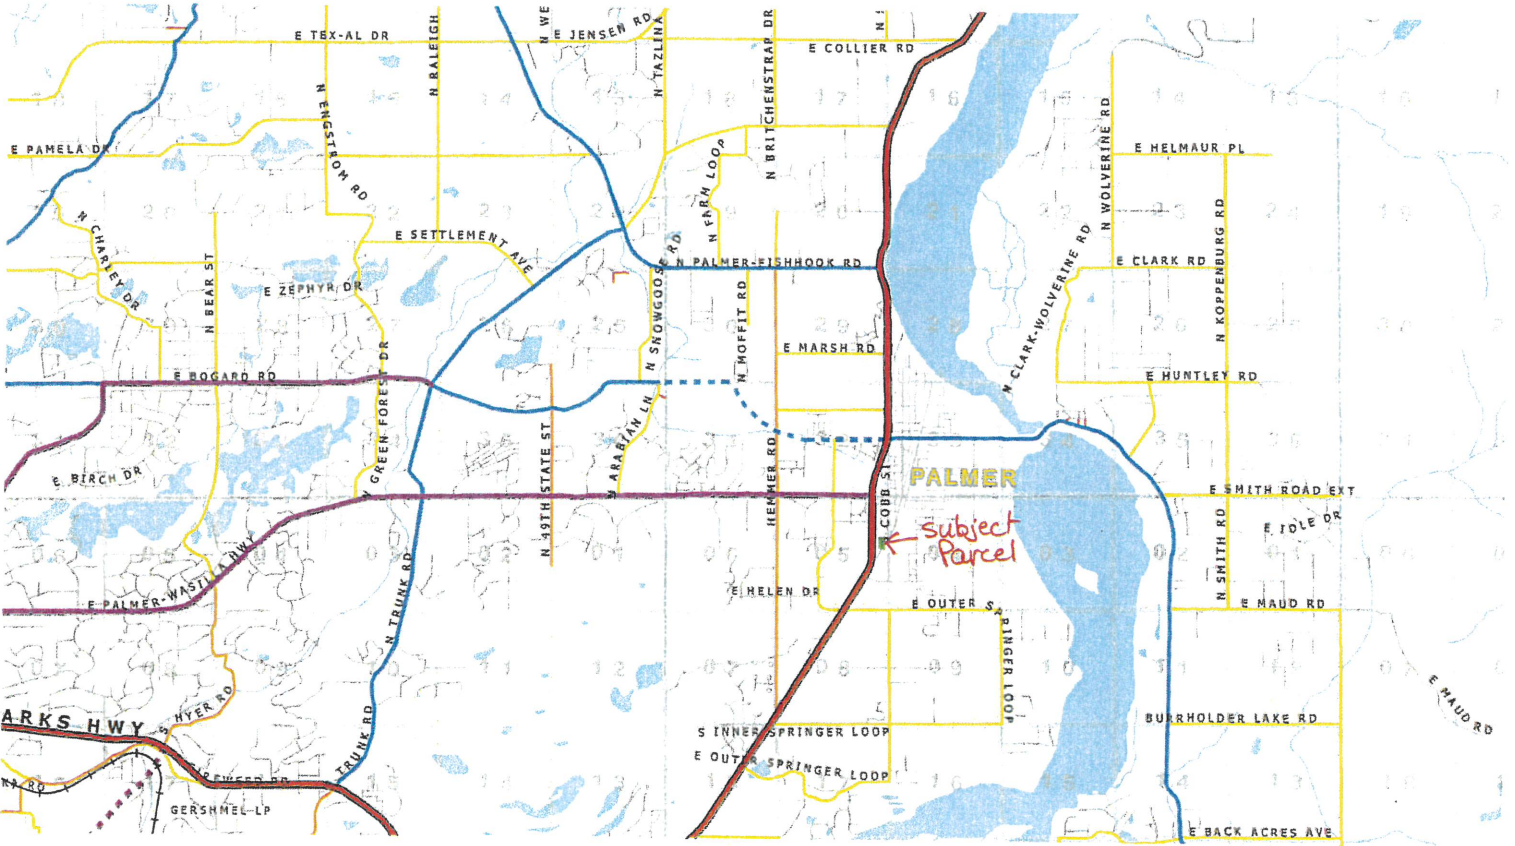 E TEX-AL DR
N RALEIGH
N WE
E JENSEN RD
N TAZLINA
N BRITCHENSTRAP DR
N S
E COLLIER RD
N ENGSTROM RD
E PAMELA DR
N FARM LOOP
N WOLVERINE RD
E HELMAUR PL
N CHARLEY DR
N BEAR ST
E SETTLEMENT AVE
E ZEPHYR DR
N SNOWGOOSE RD
N PALMER-FISHHOOK RD
N MOFFIT RD
E MARSH RD
N CLARK-WOLVERINE RD
E CLARK RD
N KOPPENBURG RD
E BOGARD RD
N GREEN FOREST DR
E HUNTLEY RD
E BIRCH DR
N ARABIAN LN
N 49TH STATE ST
HEMMER RD
COBB ST
PALMER
E SMITH ROAD EXT
E IDLE DR
Subject
Parcel
N SMITH RD
E PALMER-WASILLA HWY
N TRUNK RD
E HELEN DR
E OUTER SPRINGER LOOP
E MAUD RD
ARKS HWY
S HYER RD
TRUNK RD
S INNER SPRINGER LOOP
E OUTER SPRINGER LOOP
BURRHOLDER LAKE RD
E MAUD RD
GERSHMEL LP
E BACK ACRES AVE